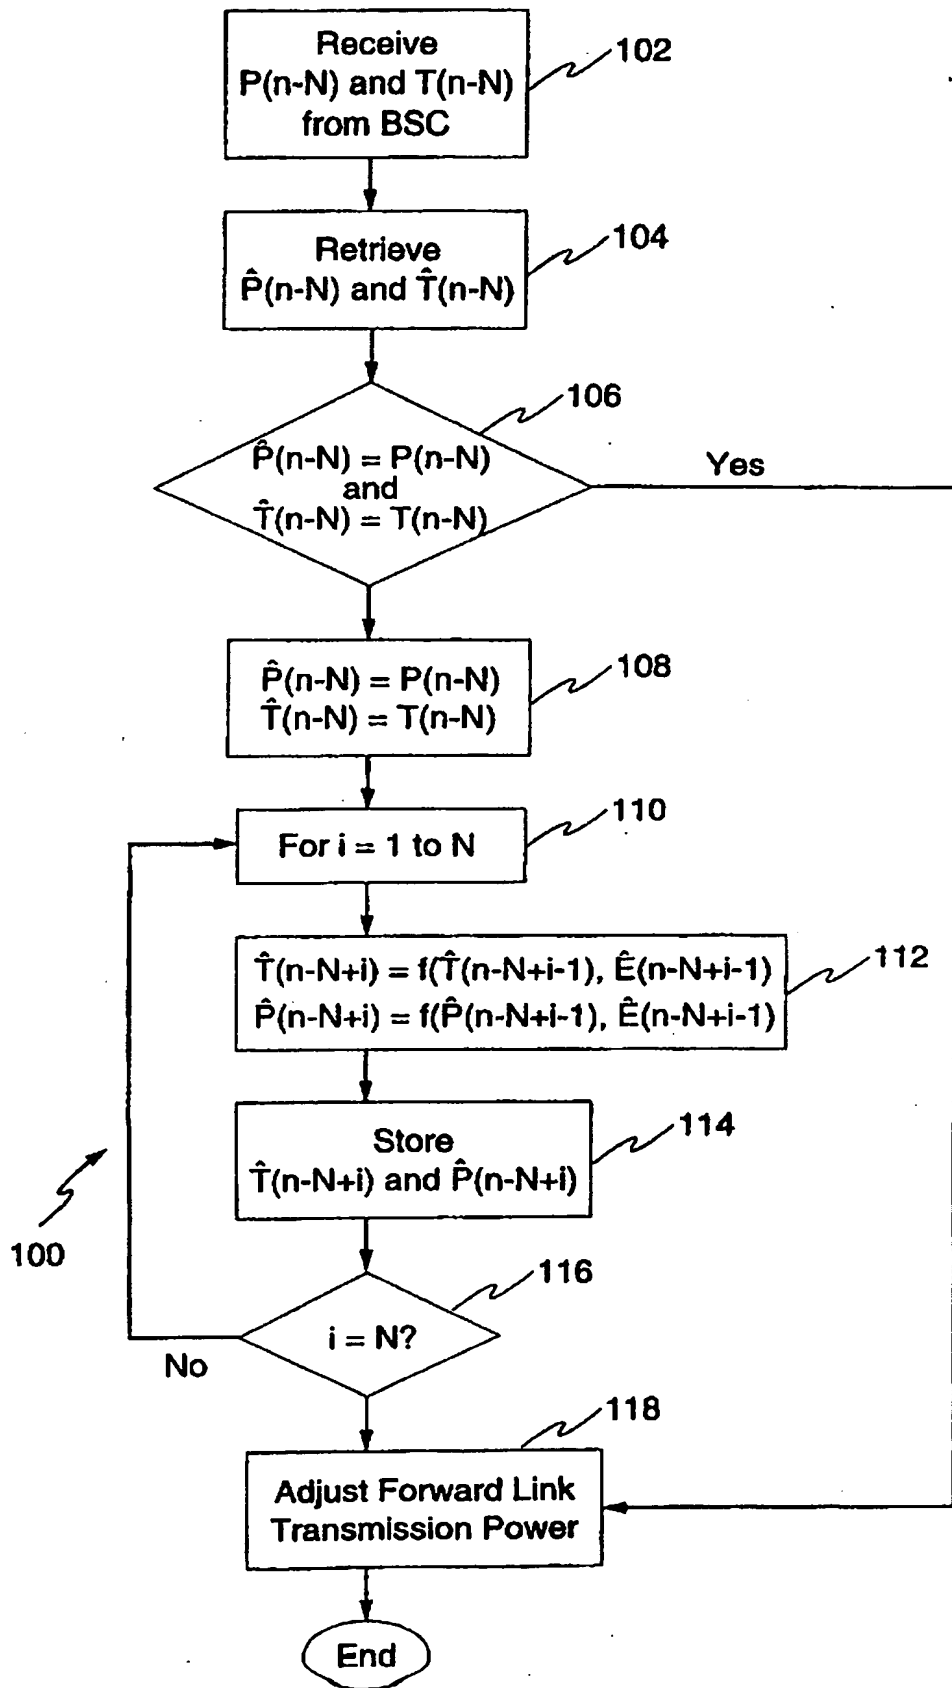 Receive
P(n-N) and T(n-N)
from BSC
102
Retrieve
P̂(n-N) and T̂(n-N)
104
106
P̂(n-N) = P(n-N)
and
T̂(n-N) = T(n-N)
Yes
P̂(n-N) = P(n-N)
T̂(n-N) = T(n-N)
108
For i = 1 to N
110
T̂(n-N+i) = f(T̂(n-N+i-1), Ê(n-N+i-1)
P̂(n-N+i) = f(P̂(n-N+i-1), Ê(n-N+i-1)
112
Store
T̂(n-N+i) and P̂(n-N+i)
114
100
116
i = N?
No
118
Adjust Forward Link
Transmission Power
End